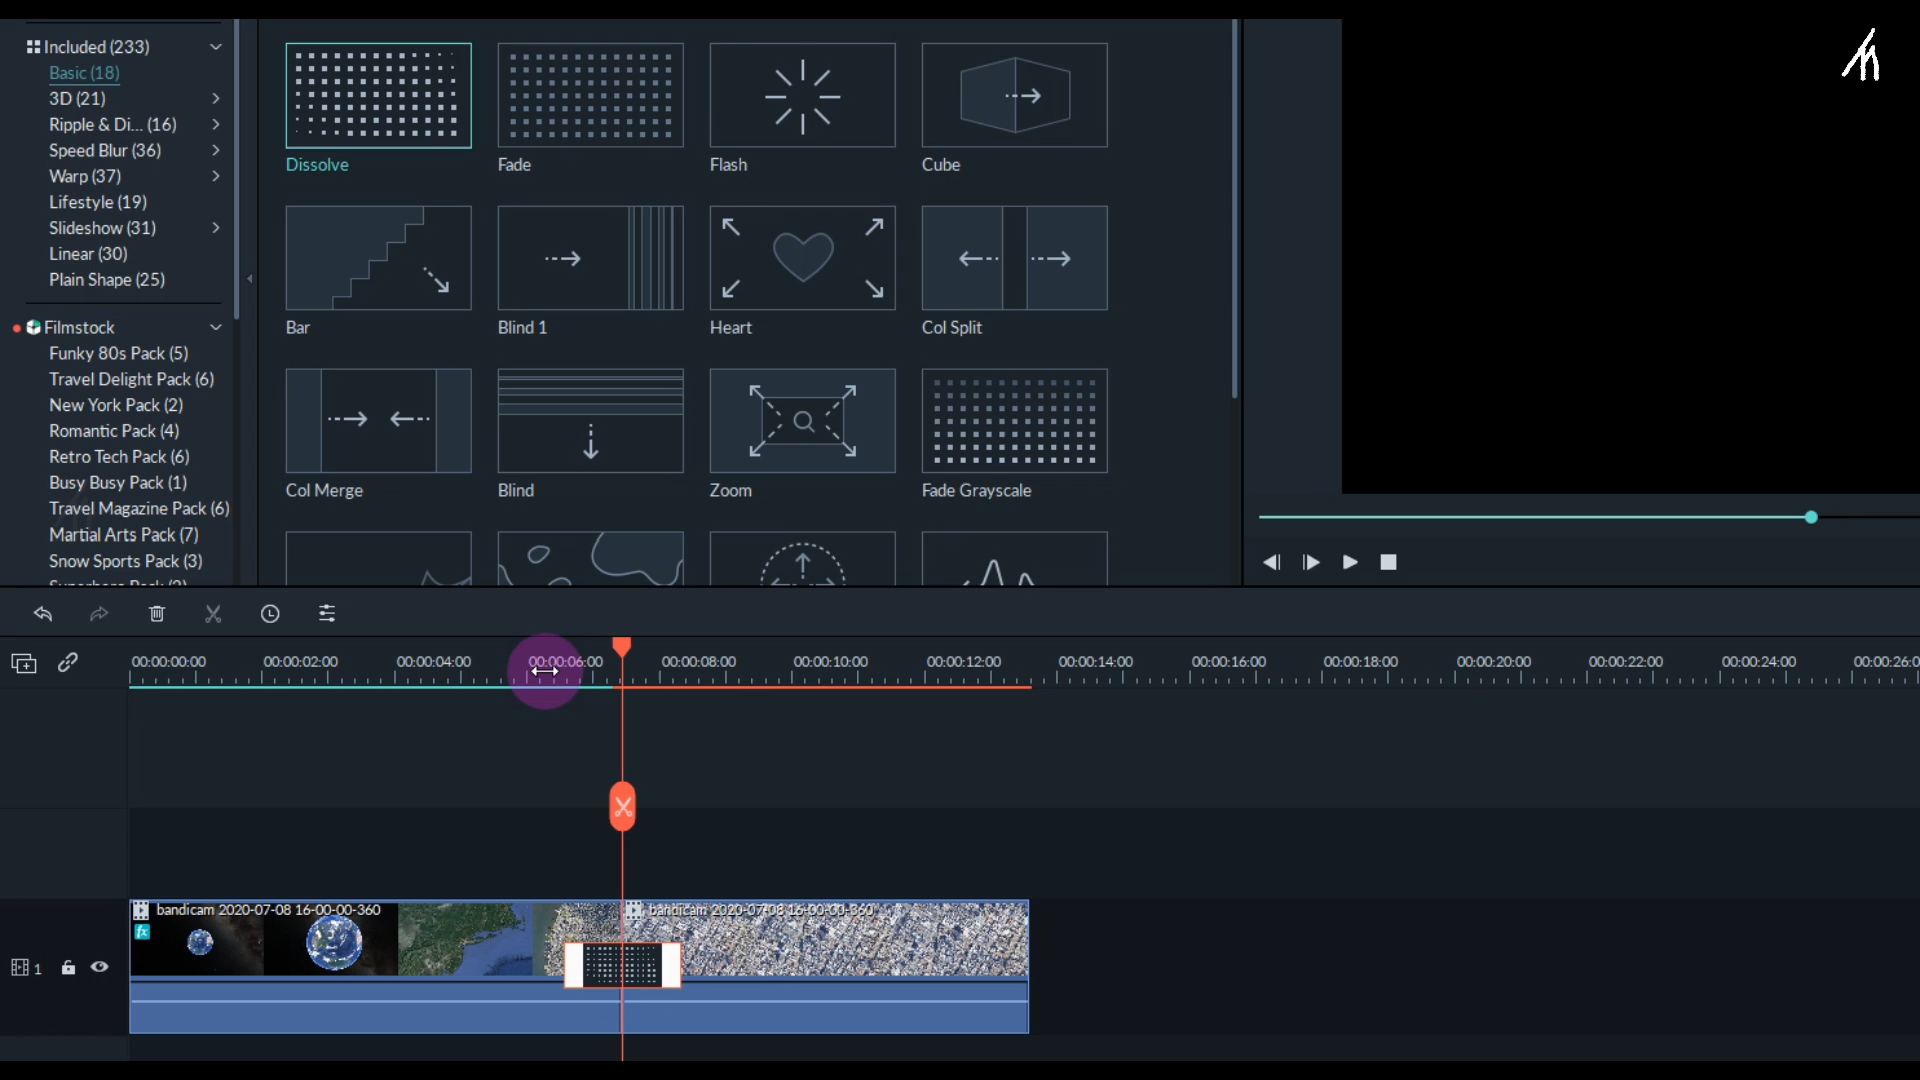 Included (233)
Basic (18)
3D (21)
Ripple & Di... (16)
Speed Blur (36)
Warp (37)
Lifestyle (19)
Slideshow (31)
Linear (30)
Plain Shape (25)
Filmstock
Funky 80s Pack (5)
Travel Delight Pack (6)
New York Pack (2)
Romantic Pack (4)
Retro Tech Pack (6)
Busy Busy Pack (1)
Travel Magazine Pack (6)
Martial Arts Pack (7)
Snow Sports Pack (3)
Dissolve
Fade
Flash
Cube
Bar
Blind 1
Heart
Col Split
Col Merge
Blind
Zoom
Fade Grayscale
00:00:00:00
00:00:02:00
00:00:04:00
00:00:06:00
00:00:08:00
00:00:10:00
00:00:12:00
00:00:14:00
00:00:16:00
00:00:18:00
00:00:20:00
00:00:22:00
00:00:24:00
00:00:26:0
bandicam 2020-07-08 16-00-00-360
bandicam 2020-07-08 16-00-00-360
fx
1